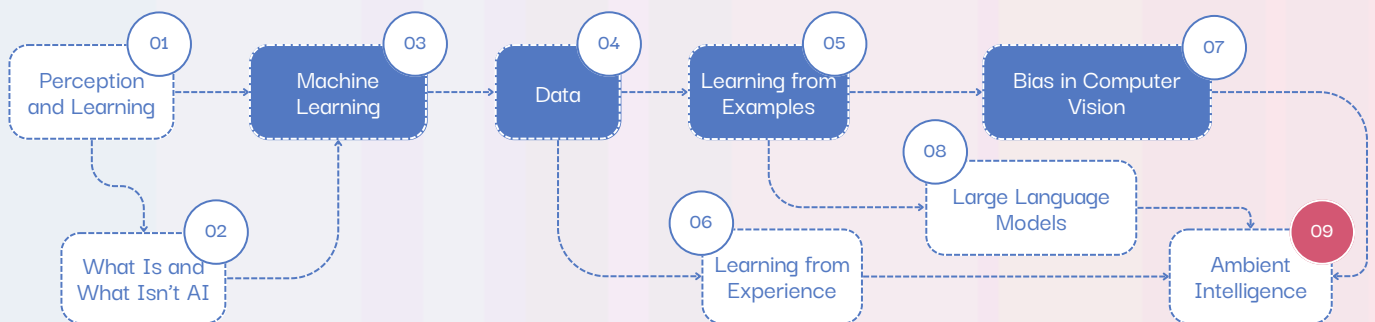 01
Perception
and Learning
02
What Is and
What Isn't AI
03
Machine
Learning
04
Data
05
Learning from
Examples
06
Learning from
Experience
07
Bias in Computer
Vision
08
Large Language
Models
09
Ambient
Intelligence